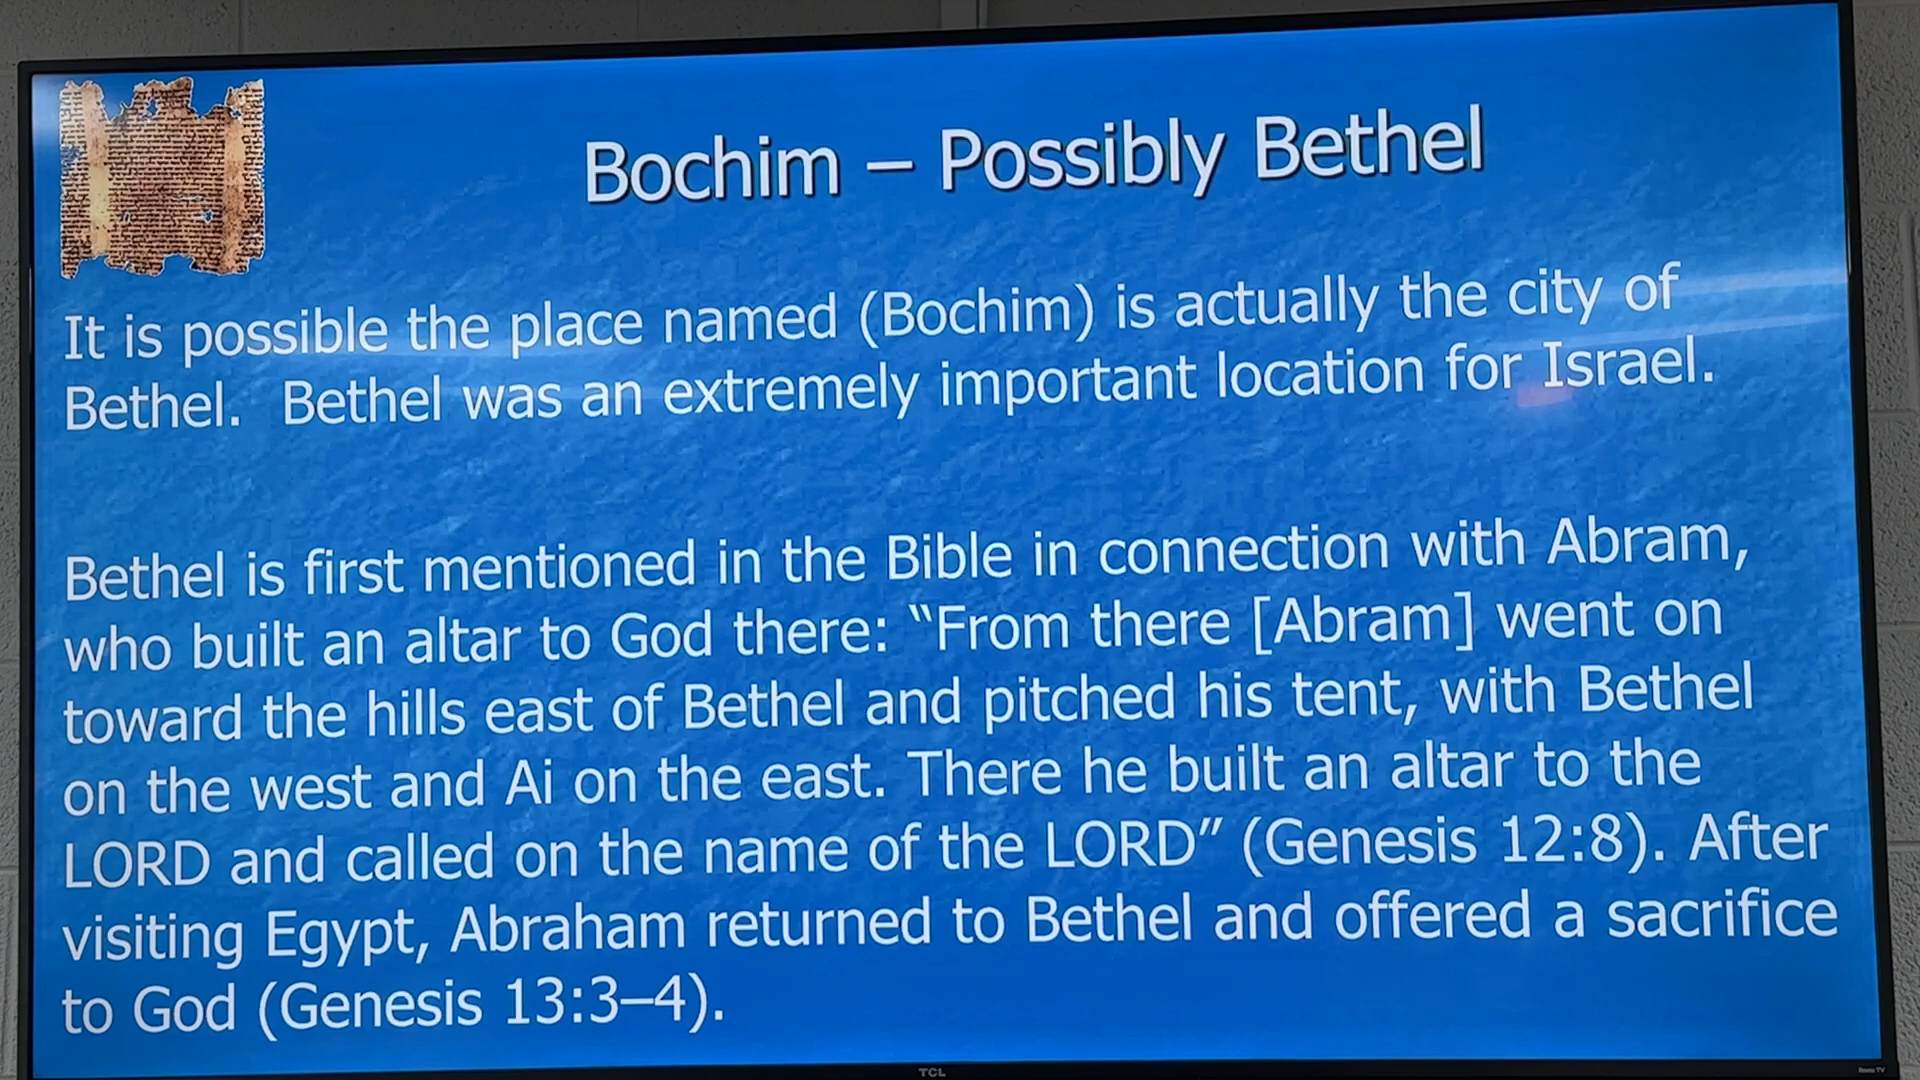 Bochim – Possibly Bethel
It is possible the place named (Bochim) is actually the city of
Bethel.  Bethel was an extremely important location for Israel.
Bethel is first mentioned in the Bible in connection with Abram,
who built an altar to God there: “From there [Abram] went on
toward the hills east of Bethel and pitched his tent, with Bethel
on the west and Ai on the east. There he built an altar to the
LORD and called on the name of the LORD” (Genesis 12:8). After
visiting Egypt, Abraham returned to Bethel and offered a sacrifice
to God (Genesis 13:3–4).
TCL
Roku TV